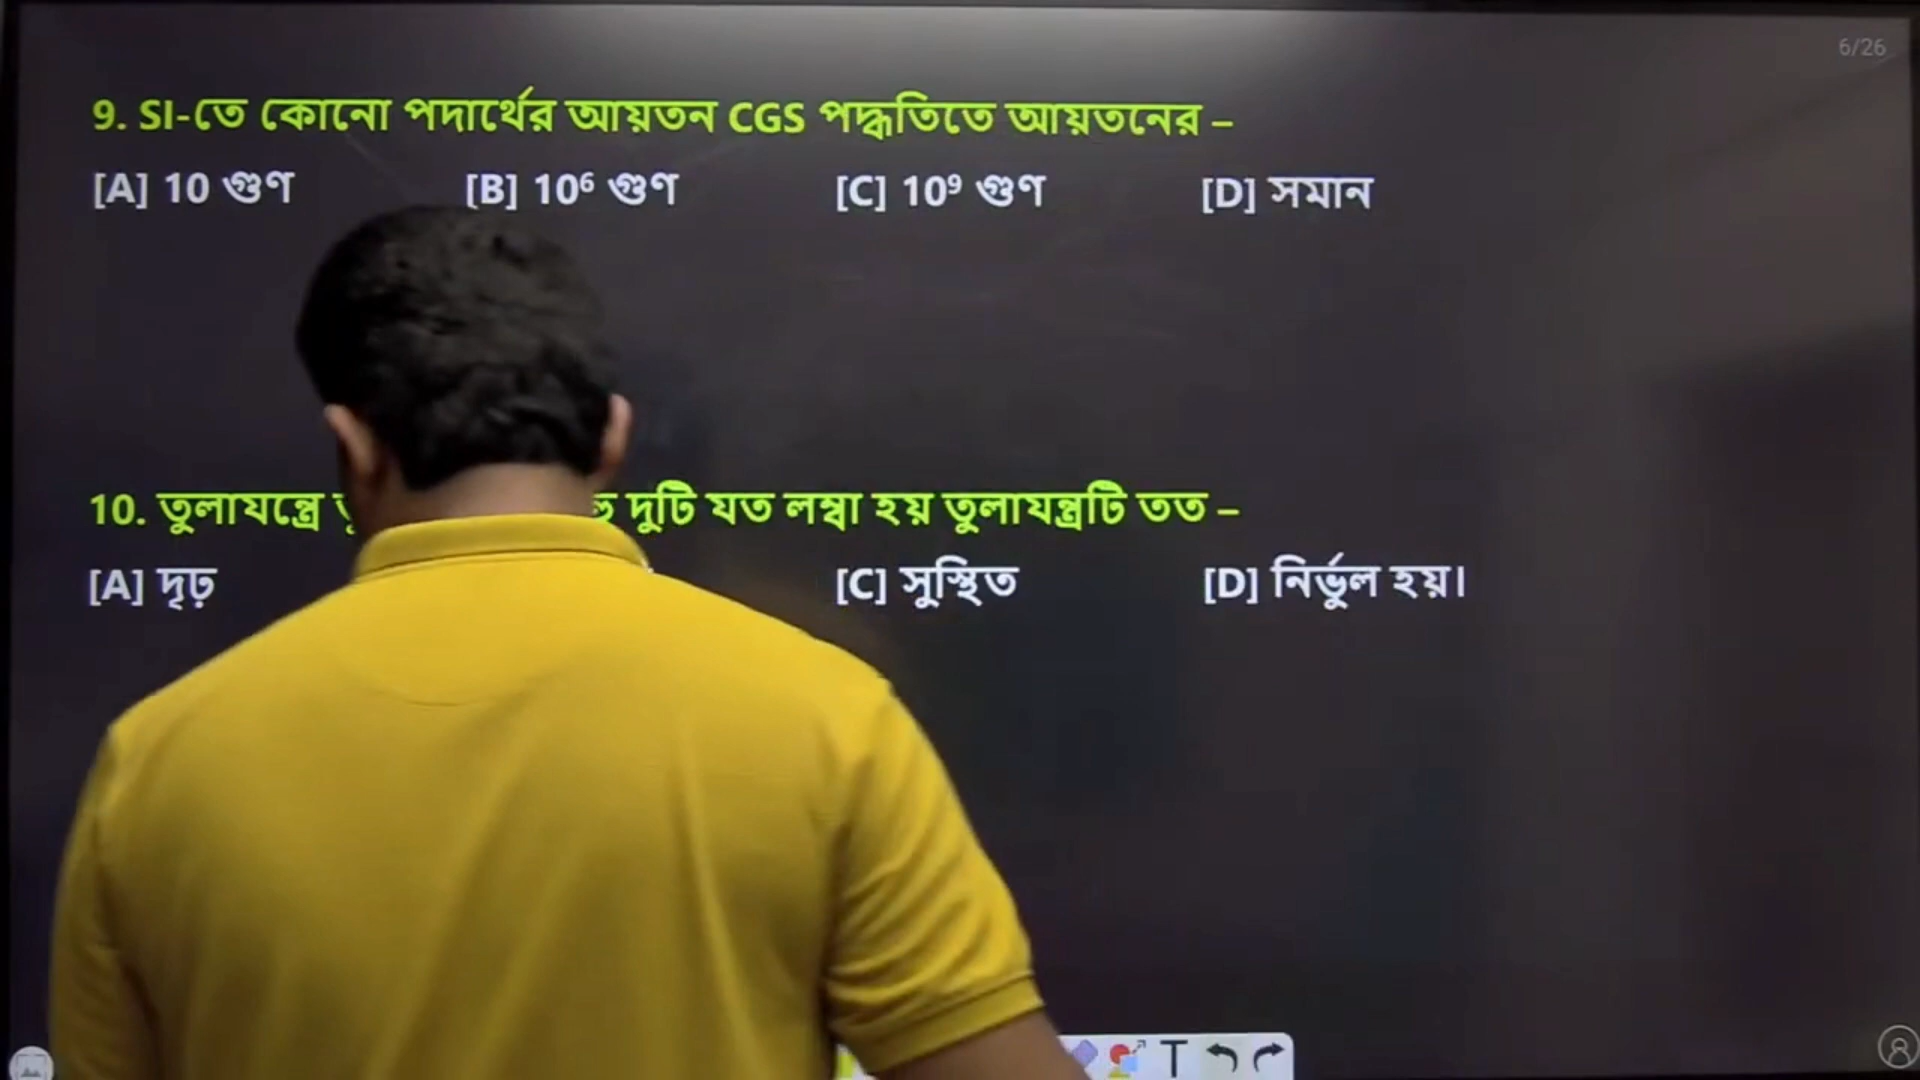 6/26
9. SI-তে কোনো পদার্থের আয়তন CGS পদ্ধতিতে আয়তনের –
[A] 10 গুণ [B] 10⁶ গুণ [C] 10⁹ গুণ [D] সমান
10. তুলাযন্ত্রে দুটি যত লম্বা হয় তুলাযন্ত্রটি তত –
[A] দৃঢ় [C] সুস্থিত [D] নির্ভুল হয়।
T